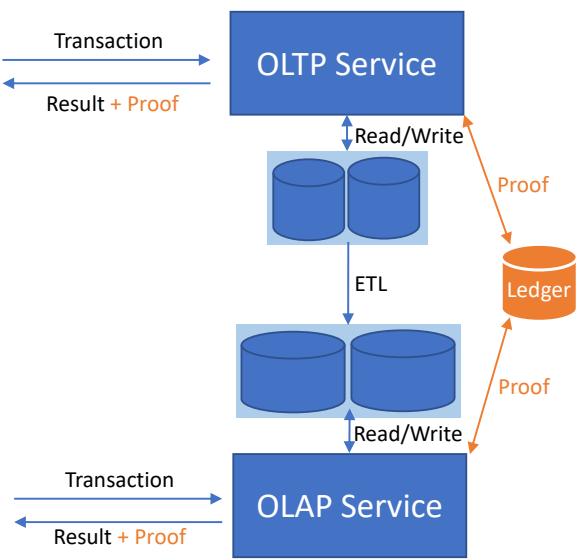 Transaction
OLTP Service
Result + Proof
Read/Write
Proof
ETL
Ledger
Proof
Read/Write
Transaction
OLAP Service
Result + Proof